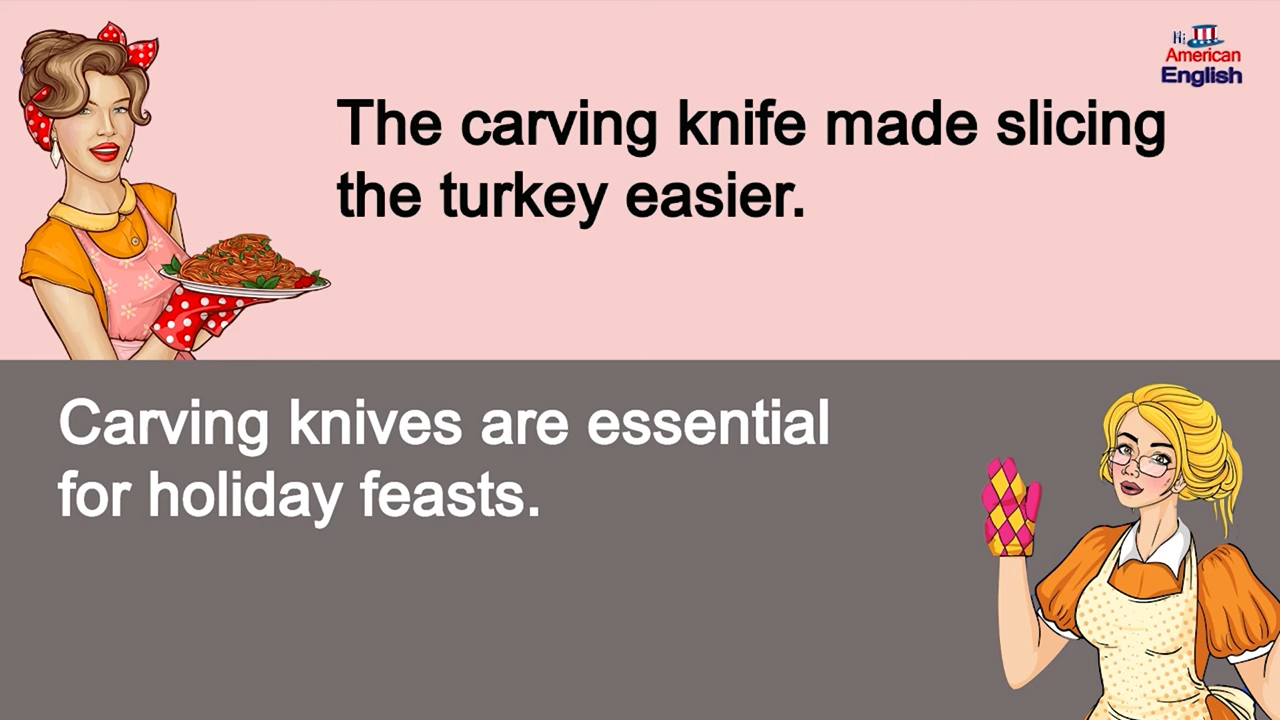 Hi
American
English
The carving knife made slicing
the turkey easier.
Carving knives are essential
for holiday feasts.